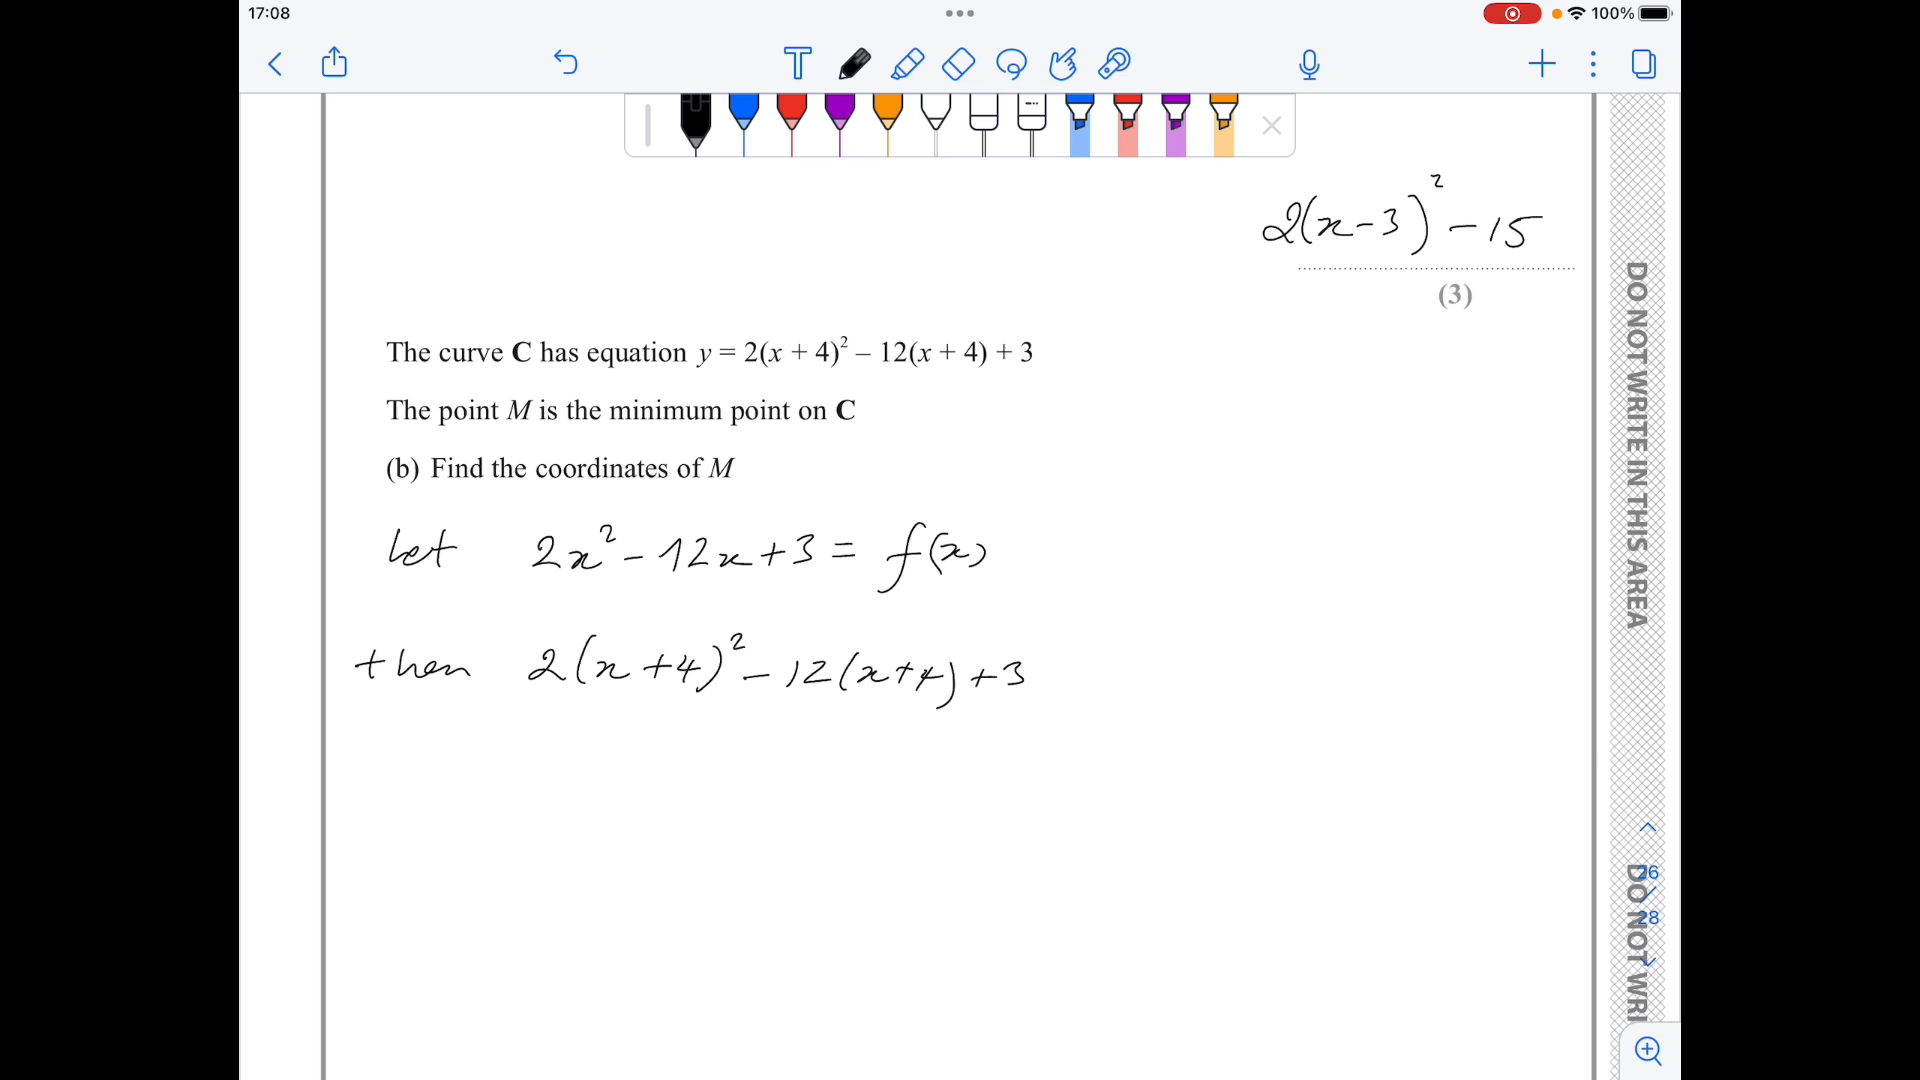 17:08
100%
2(x-3)² - 15
(3)
The curve C has equation y = 2(x + 4)² – 12(x + 4) + 3
The point M is the minimum point on C
(b) Find the coordinates of M
let 2x² - 12x + 3 = f(x)
then 2(x+4)² - 12(x+4) + 3
DO NOT WRITE IN THIS AREA
26
28
DO NOT WRI